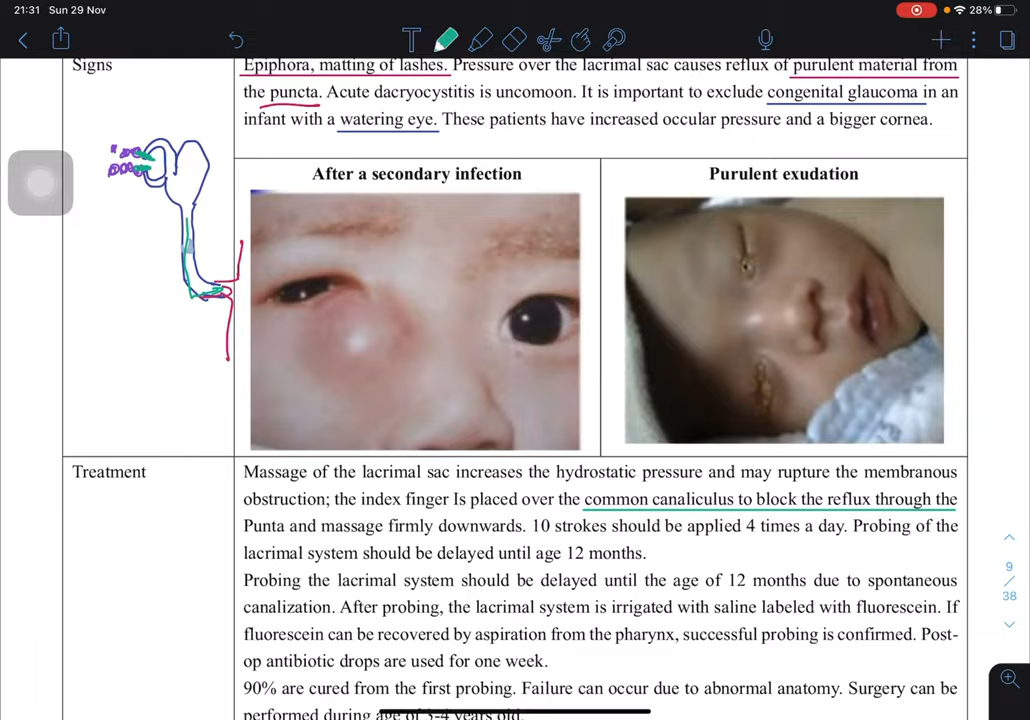 21:31 Sun 29 Nov
28%
T
Signs
Epiphora, matting of lashes. Pressure over the lacrimal sac causes reflux of purulent material from
the puncta. Acute dacryocystitis is uncomoon. It is important to exclude congenital glaucoma in an
infant with a watering eye. These patients have increased occular pressure and a bigger cornea.
After a secondary infection
Purulent exudation
Treatment
Massage of the lacrimal sac increases the hydrostatic pressure and may rupture the membranous
obstruction; the index finger Is placed over the common canaliculus to block the reflux through the
Punta and massage firmly downwards. 10 strokes should be applied 4 times a day. Probing of the
lacrimal system should be delayed until age 12 months.
Probing the lacrimal system should be delayed until the age of 12 months due to spontaneous
canalization. After probing, the lacrimal system is irrigated with saline labeled with fluorescein. If
fluorescein can be recovered by aspiration from the pharynx, successful probing is confirmed. Post-
op antibiotic drops are used for one week.
90% are cured from the first probing. Failure can occur due to abnormal anatomy. Surgery can be
performed during age of 3-4 years old.
9
/
38